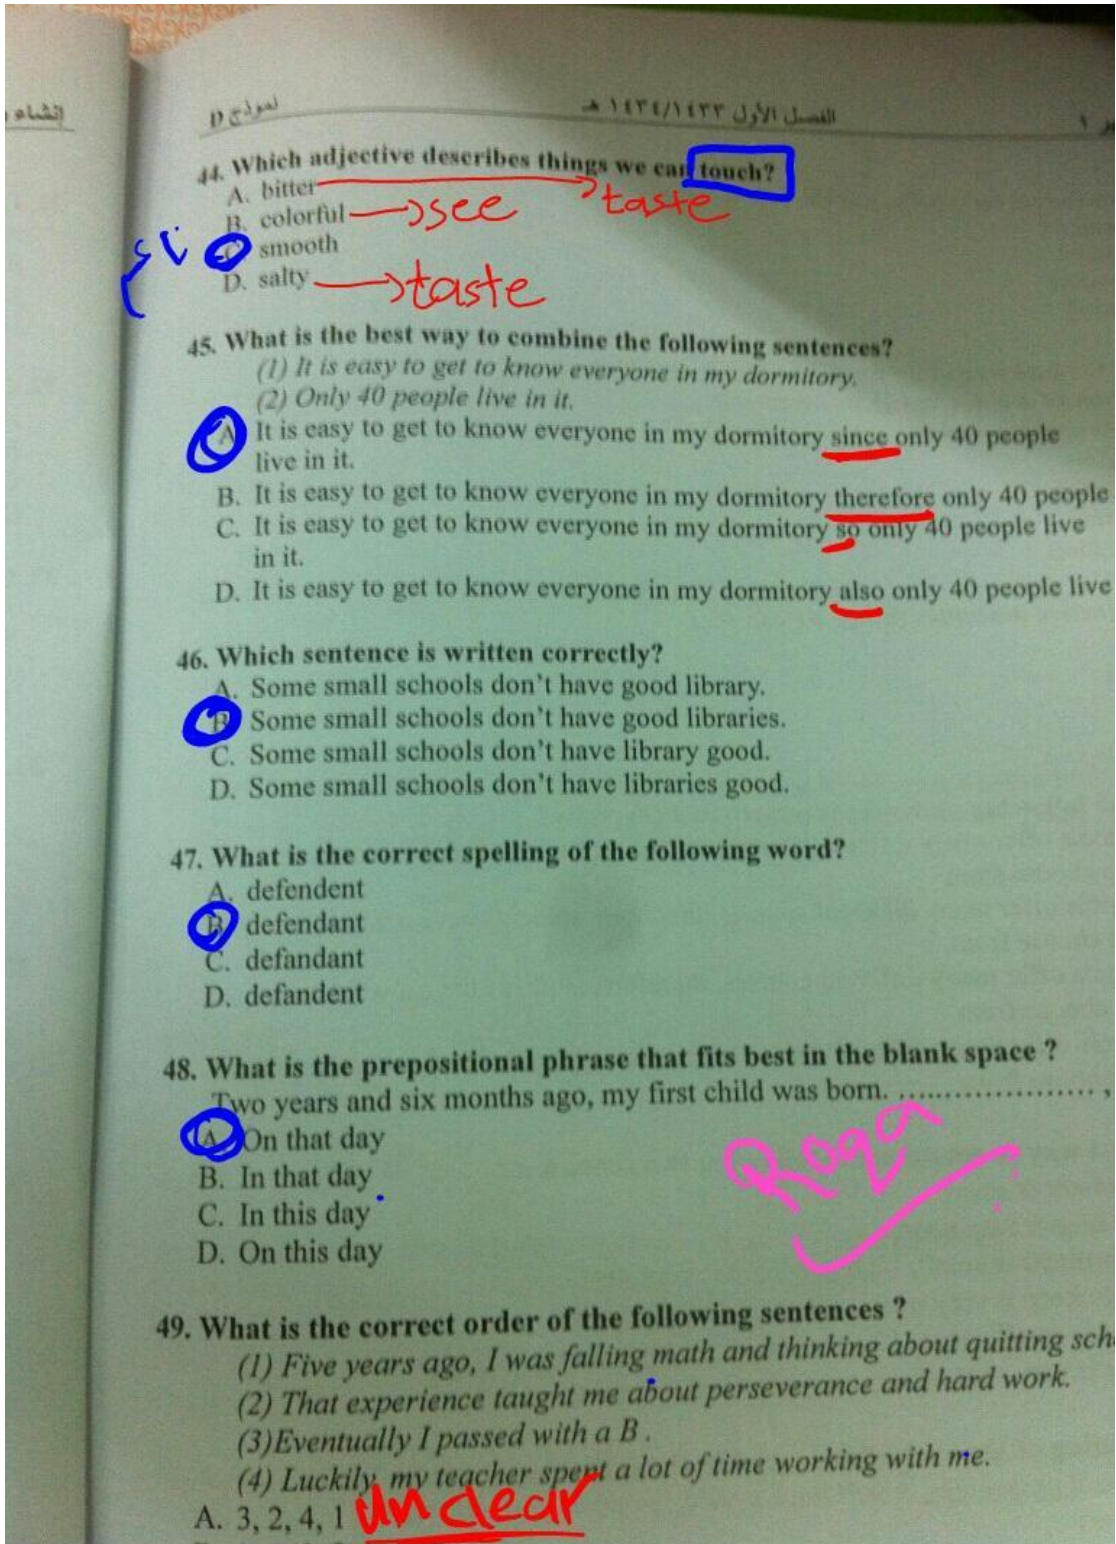 إنشاء
نموذج D
الفصل الأول ١٤٣٤/١٤٣٣ هـ
44. Which adjective describes things we can touch?
A. bitter → taste
B. colorful → see
C. smooth
D. salty → taste
45. What is the best way to combine the following sentences?
(1) It is easy to get to know everyone in my dormitory.
(2) Only 40 people live in it.
A It is easy to get to know everyone in my dormitory since only 40 people
live in it.
B. It is easy to get to know everyone in my dormitory therefore only 40 people
C. It is easy to get to know everyone in my dormitory so only 40 people live
in it.
D. It is easy to get to know everyone in my dormitory also only 40 people live
46. Which sentence is written correctly?
A. Some small schools don't have good library.
B Some small schools don't have good libraries.
C. Some small schools don't have library good.
D. Some small schools don't have libraries good.
47. What is the correct spelling of the following word?
A. defendent
B defendant
C. defandant
D. defandent
48. What is the prepositional phrase that fits best in the blank space ?
Two years and six months ago, my first child was born. .....................,
A. On that day
B. In that day
C. In this day
D. On this day
Roqa
49. What is the correct order of the following sentences ?
(1) Five years ago, I was falling math and thinking about quitting sch
(2) That experience taught me about perseverance and hard work.
(3)Eventually I passed with a B .
(4) Luckily, my teacher spent a lot of time working with me.
A. 3, 2, 4, 1 unclear